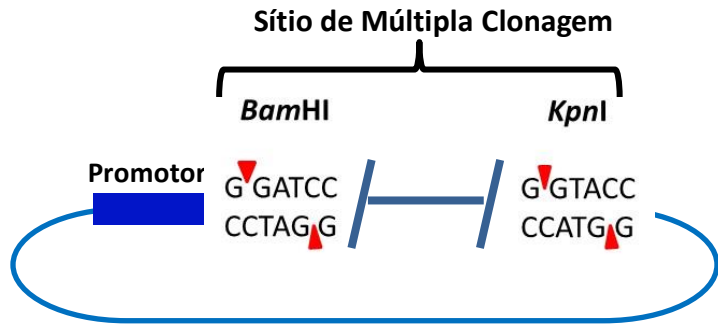 Sítio de Múltipla Clonagem
BamHI
KpnI
Promotor
GGATCC
CCTAGG
GGTACC
CCATGG